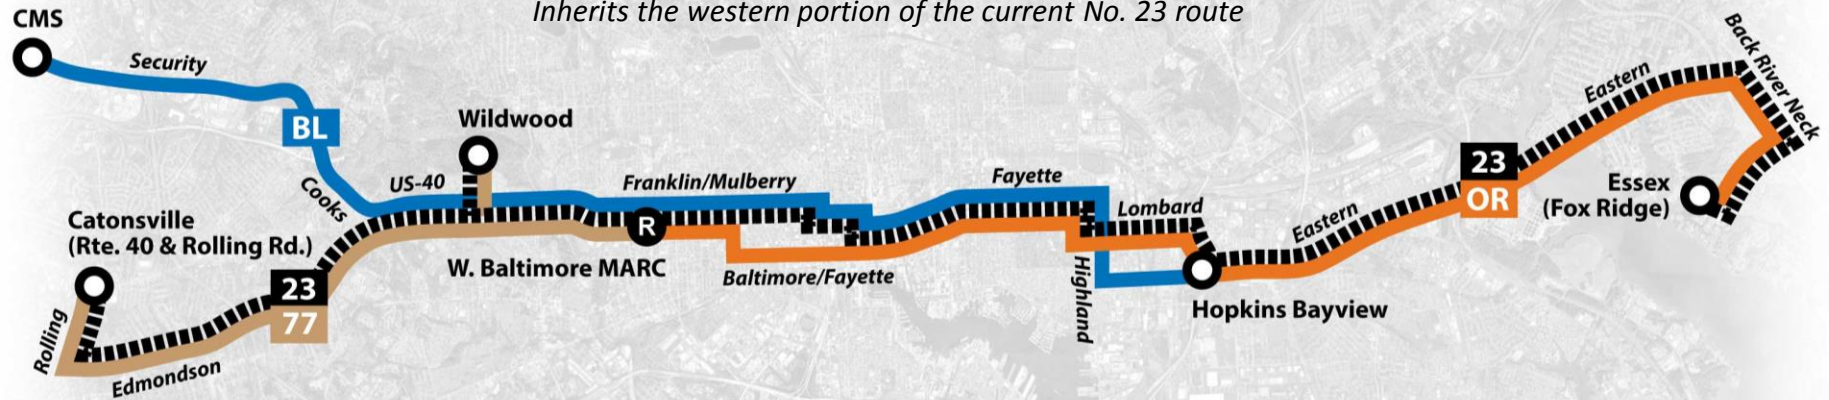 Inherits the western portion of the current No. 23 route
CMS
Security
BL
Cooks
US-40
Wildwood
Franklin/Mulberry
Fayette
Lombard
Eastern
23
OR
Eastern
Back River Neck
Essex
(Fox Ridge)
Catonsville
(Rte. 40 & Rolling Rd.)
23
77
Rolling
Edmondson
R
W. Baltimore MARC
Baltimore/Fayette
Highland
Hopkins Bayview